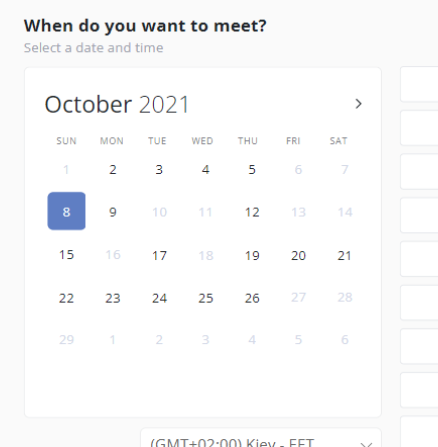 When do you want to meet?
Select a date and time
October 2021
SUN MON TUE WED THU FRI SAT
1 2 3 4 5 6 7
8 9 10 11 12 13 14
15 16 17 18 19 20 21
22 23 24 25 26 27 28
29 1 2 3 4 5 6
(GMT+02:00) Kiev - EET